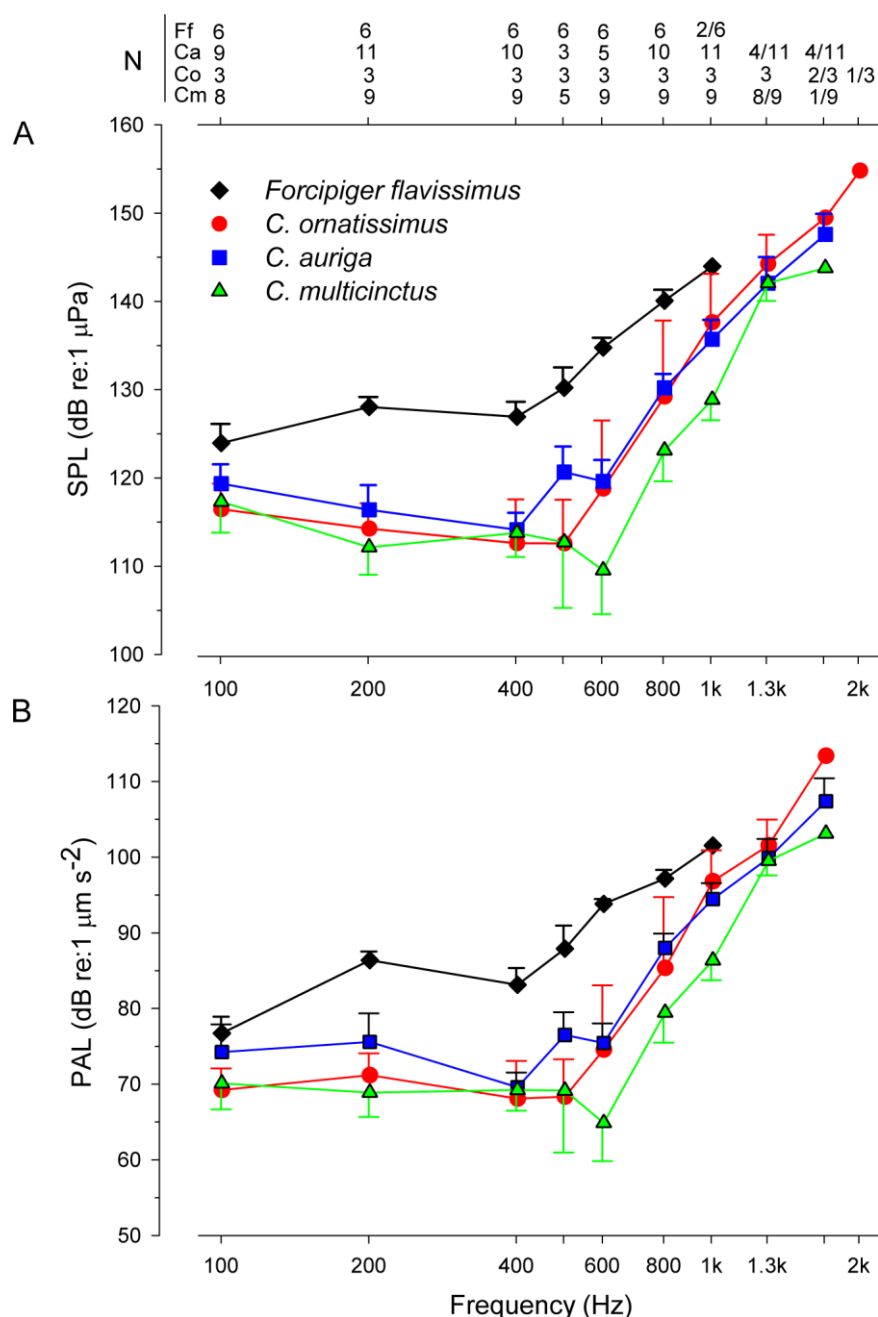 Ff 6 6 6 6 6 6 2/6
Ca 9 11 10 3 5 10 11 4/11 4/11
N
Co 3 3 3 3 3 3 3 3 2/3 1/3
Cm 8 9 9 5 9 9 9 8/9 1/9
A
160
150
140
130
120
110
100
SPL (dB re:1 μPa)
Forcipiger flavissimus
C. ornatissimus
C. auriga
C. multicinctus
100 200 400 600 800 1k 1.3k 2k
B
120
110
100
90
80
70
60
50
PAL (dB re:1 μm s-2)
100 200 400 600 800 1k 1.3k 2k
Frequency (Hz)